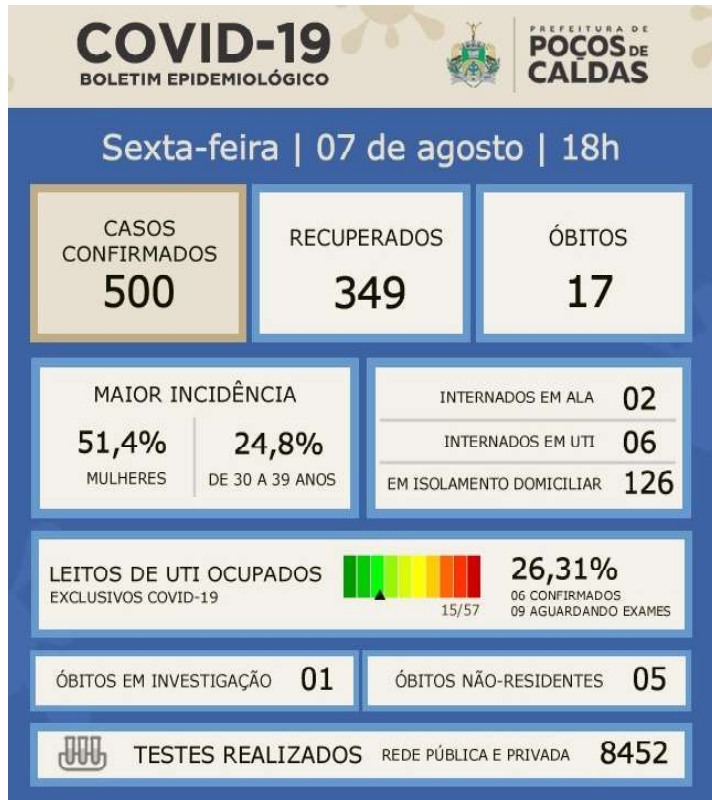 COVID-19
BOLETIM EPIDEMIOLÓGICO
PREFEITURA DE
POÇOS DE
CALDAS
Sexta-feira | 07 de agosto | 18h
CASOS
CONFIRMADOS
500
RECUPERADOS
349
ÓBITOS
17
MAIOR INCIDÊNCIA
51,4%
MULHERES
24,8%
DE 30 A 39 ANOS
INTERNADOS EM ALA 02
INTERNADOS EM UTI 06
EM ISOLAMENTO DOMICILIAR 126
LEITOS DE UTI OCUPADOS
EXCLUSIVOS COVID-19
15/57
26,31%
06 CONFIRMADOS
09 AGUARDANDO EXAMES
ÓBITOS EM INVESTIGAÇÃO 01
ÓBITOS NÃO-RESIDENTES 05
TESTES REALIZADOS REDE PÚBLICA E PRIVADA 8452